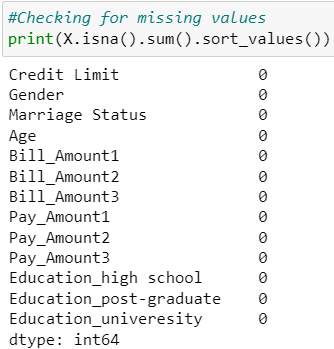 #Checking for missing values
print(X.isna().sum().sort_values())
Credit Limit 0
Gender 0
Marriage Status 0
Age 0
Bill_Amount1 0
Bill_Amount2 0
Bill_Amount3 0
Pay_Amount1 0
Pay_Amount2 0
Pay_Amount3 0
Education_high school 0
Education_post-graduate 0
Education_univeresity 0
dtype: int64